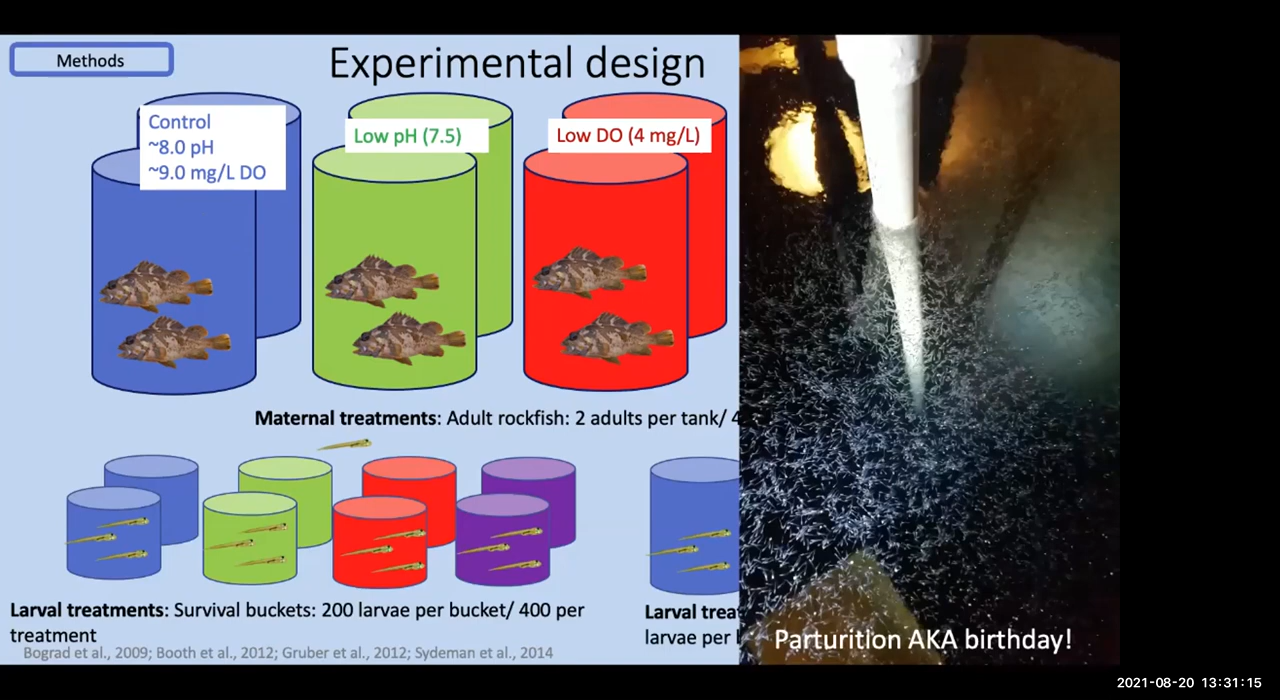 Methods
Experimental design
Control
~8.0 pH
~9.0 mg/L DO
Low pH (7.5)
Low DO (4 mg/L)
Maternal treatments: Adult rockfish: 2 adults per tank/ 4
Larval treatments: Survival buckets: 200 larvae per bucket/ 400 per
treatment
Bograd et al., 2009; Booth et al., 2012; Gruber et al., 2012; Sydeman et al., 2014
Larval trea
larvae per
Parturition AKA birthday!
2021-08-20 13:31:15